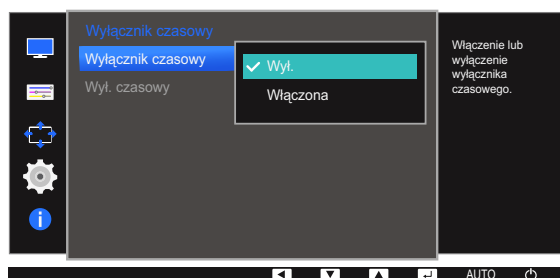 Wyłącznik czasowy
Wyłącznik czasowy
Wył. czasowy
Wył.
Włączona
Włączenie lub
wyłączenie
wyłącznika
czasowego.
AUTO